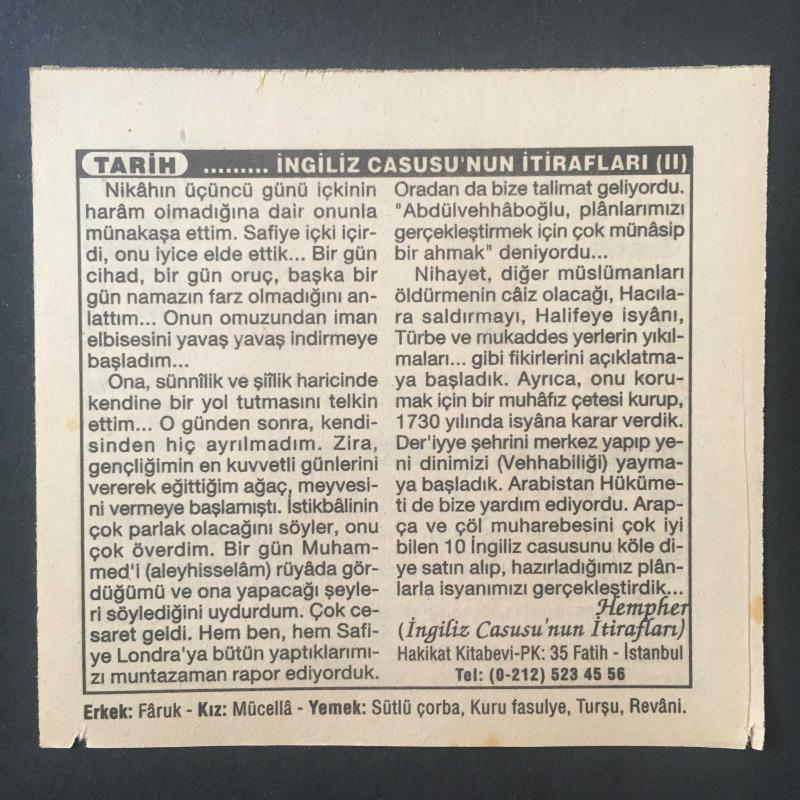 TARİH ......... İNGİLİZ CASUSU'NUN İTİRAFLARI (II)
Nikâhın üçüncü günü içkinin
harâm olmadığına dair onunla
münakaşa ettim. Safiye içki içir-
di, onu iyice elde ettik... Bir gün
cihad, bir gün oruç, başka bir
gün namazın farz olmadığını an-
lattım... Onun omuzundan iman
elbisesini yavaş yavaş indirmeye
başladım...
Ona, sünnîlik ve şiîlik haricinde
kendine bir yol tutmasını telkin
ettim... O günden sonra, kendi-
sinden hiç ayrılmadım. Zira,
gençliğimin en kuvvetli günlerini
vererek eğittiğim ağaç, meyvesi-
ni vermeye başlamıştı. İstikbâlinin
çok parlak olacağını söyler, onu
çok överdim. Bir gün Muham-
med'i (aleyhisselâm) rüyâda gör-
düğümü ve ona yapacağı şeyle-
ri söylediğini uydurdum. Çok ce-
saret geldi. Hem ben, hem Safi-
ye Londra'ya bütün yaptıklarımı-
zı muntazaman rapor ediyorduk.
Oradan da bize talimat geliyordu.
"Abdülvehhâboğlu, plânlarımızı
gerçekleştirmek için çok münâsip
bir ahmak" deniyordu...
Nihayet, diğer müslümanları
öldürmenin câiz olacağı, Hacıla-
ra saldırmayı, Halifeye isyânı,
Türbe ve mukaddes yerlerin yıkıl-
maları... gibi fikirlerini açıklatma-
ya başladık. Ayrıca, onu koru-
mak için bir muhâfız çetesi kurup,
1730 yılında isyâna karar verdik.
Der'iyye şehrini merkez yapıp ye-
ni dinimizi (Vehhabiliği) yayma-
ya başladık. Arabistan Hükûme-
ti de bize yardım ediyordu. Arap-
ça ve çöl muharebesini çok iyi
bilen 10 İngiliz casusunu köle di-
ye satın alıp, hazırladığımız plân-
larla isyanımızı gerçekleştirdik...
Hempher
(İngiliz Casusu'nun İtirafları)
Hakikat Kitabevi-PK: 35 Fatih - İstanbul
Tel: (0-212) 523 45 56
Erkek: Fâruk - Kız: Mücellâ - Yemek: Sütlü çorba, Kuru fasulye, Turşu, Revâni.